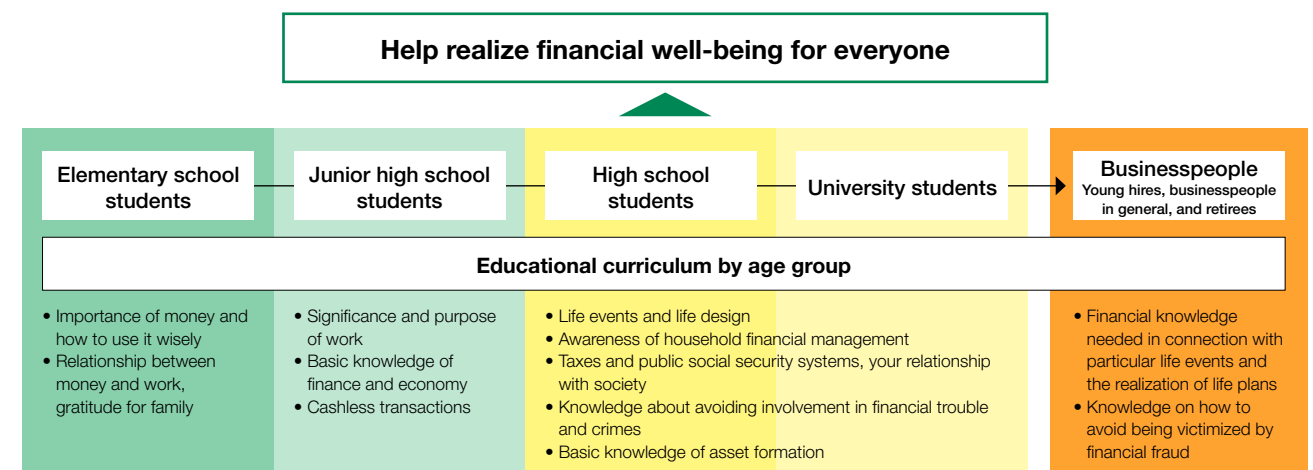 Help realize financial well-being for everyone
Elementary school
students
Junior high school
students
High school
students
University students
Businesspeople
Young hires, businesspeople
in general, and retirees
Educational curriculum by age group
• Importance of money and
how to use it wisely
• Relationship between
money and work,
gratitude for family
• Significance and purpose
of work
• Basic knowledge of
finance and economy
• Cashless transactions
• Life events and life design
• Awareness of household financial management
• Taxes and public social security systems, your relationship
with society
• Knowledge about avoiding involvement in financial trouble
and crimes
• Basic knowledge of asset formation
• Financial knowledge
needed in connection with
particular life events and
the realization of life plans
• Knowledge on how to
avoid being victimized by
financial fraud